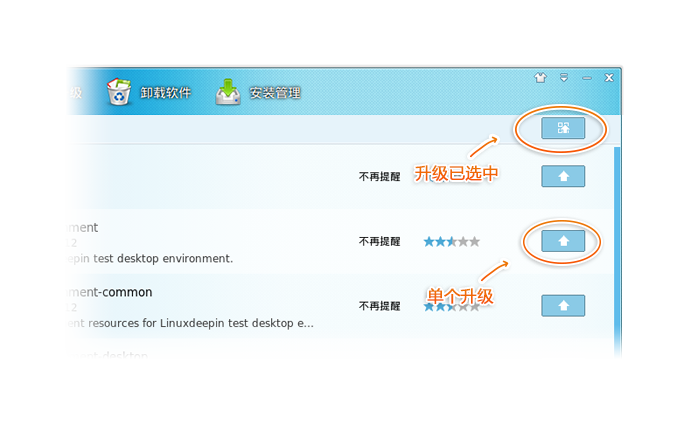 级 卸载软件 安装管理
升级已选中
不再提醒
ment
.2 不再提醒
epin test desktop environment.
单个升级
ment-common
2 不再提醒
ent resources for Linuxdeepin test desktop e...
st-desktop